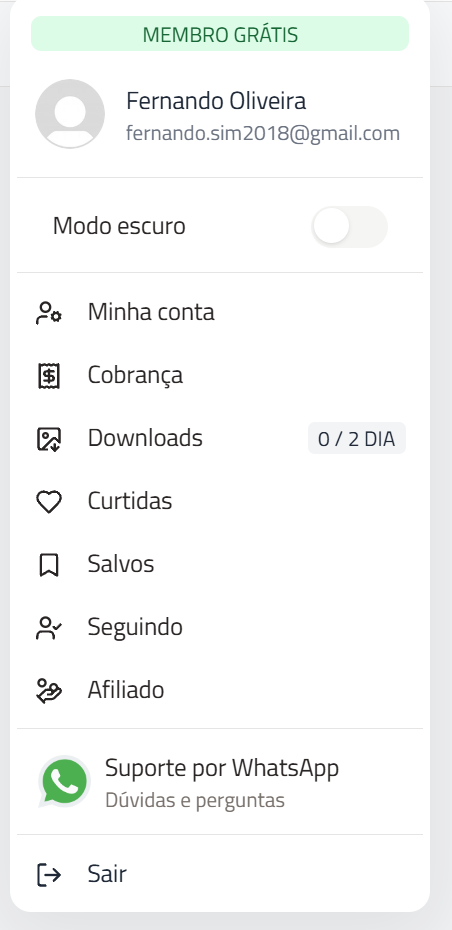 MEMBRO GRÁTIS
Fernando Oliveira
fernando.sim2018@gmail.com
Modo escuro
Minha conta
Cobrança
Downloads 0 / 2 DIA
Curtidas
Salvos
Seguindo
Afiliado
Suporte por WhatsApp
Dúvidas e perguntas
Sair